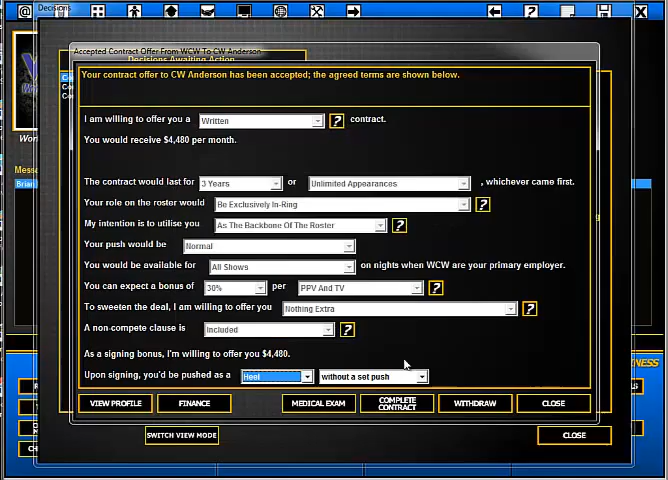 Decisions
@
?
X
Accepted Contract Offer From WCW To CW Anderson
Decisions Awaiting Action
Your contract offer to CW Anderson has been accepted; the agreed terms are shown below.
I am willing to offer you a Written ? contract.
You would receive $4,480 per month.
The contract would last for 3 Years or Unlimited Appearances , whichever came first.
Your role on the roster would Be Exclusively In-Ring ?
My intention is to utilise you As The Backbone Of The Roster ?
Your push would be Normal
You would be available for All Shows on nights when WCW are your primary employer.
You can expect a bonus of 30% per PPV And TV ?
To sweeten the deal, I am willing to offer you Nothing Extra ?
A non-compete clause is Included ?
As a signing bonus, I'm willing to offer you $4,480.
Upon signing, you'd be pushed as a Heel without a set push
VIEW PROFILE FINANCE MEDICAL EXAM COMPLETE CONTRACT WITHDRAW CLOSE
SWITCH VIEW MODE CLOSE